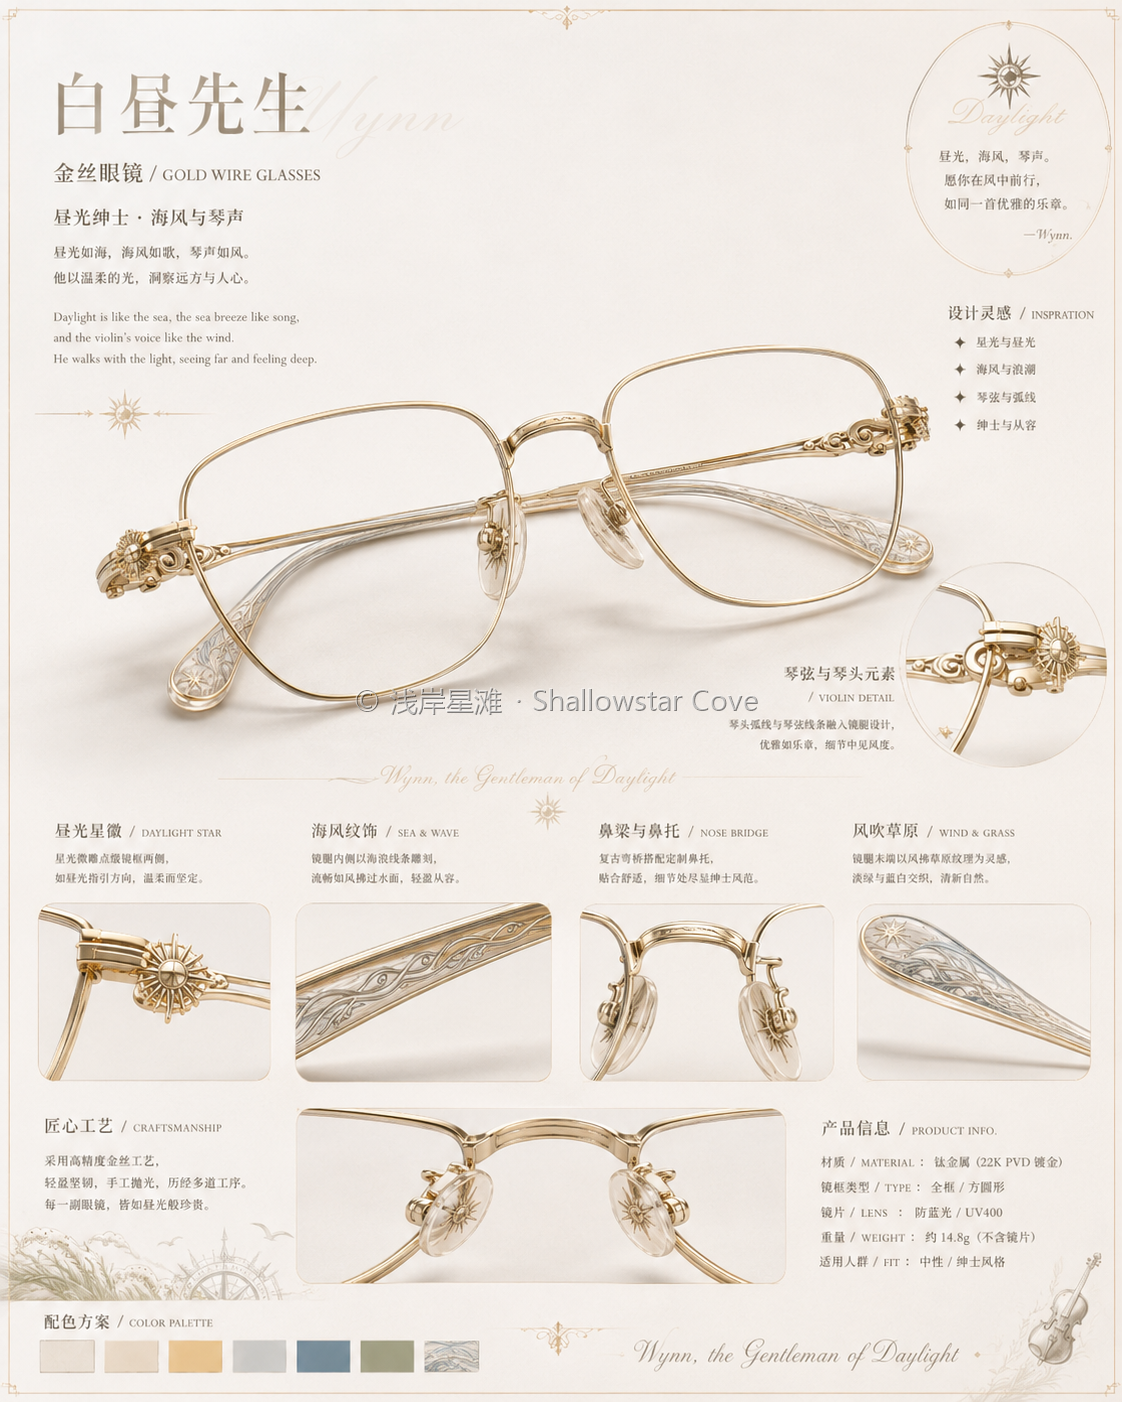 白昼先生
Wynn
金丝眼镜 / GOLD WIRE GLASSES
昼光绅士 · 海风与琴声
昼光如海，海风如歌，琴声如风。
他以温柔的光，洞察远方与人心。
Daylight is like the sea, the sea breeze like song,
and the violin's voice like the wind.
He walks with the light, seeing far and feeling deep.
Daylight
昼光，海风，琴声。
愿你在风中前行，
如同一首优雅的乐章。
—Wynn.
设计灵感 / INSPRATION
星光与昼光
海风与浪潮
琴弦与弧线
绅士与从容
琴弦与琴头元素
/ VIOLIN DETAIL
琴头弧线与琴弦线条融入镜腿设计，
优雅如乐章，细节中见风度。
© 浅岸星滩 · Shallowstar Cove
Wynn, the Gentleman of Daylight
昼光星徽 / DAYLIGHT STAR
星光微雕点缀镜框两侧，
如昼光指引方向，温柔而坚定。
海风纹饰 / SEA & WAVE
镜腿内侧以海浪线条雕刻，
流畅如风拂过水面，轻盈从容。
鼻梁与鼻托 / NOSE BRIDGE
复古弯桥搭配定制鼻托，
贴合舒适，细节处尽显绅士风范。
风吹草原 / WIND & GRASS
镜腿末端以风拂草原纹理为灵感，
淡绿与蓝白交织，清新自然。
匠心工艺 / CRAFTSMANSHIP
采用高精度金丝工艺，
轻盈坚韧，手工抛光，历经多道工序。
每一副眼镜，皆如昼光般珍贵。
产品信息 / PRODUCT INFO.
材质 / MATERIAL ： 钛金属（22K PVD 镀金）
镜框类型 / TYPE ： 全框 / 方圆形
镜片 / LENS ： 防蓝光 / UV400
重量 / WEIGHT ： 约 14.8g（不含镜片）
适用人群 / FIT ： 中性 / 绅士风格
配色方案 / COLOR PALETTE
Wynn, the Gentleman of Daylight